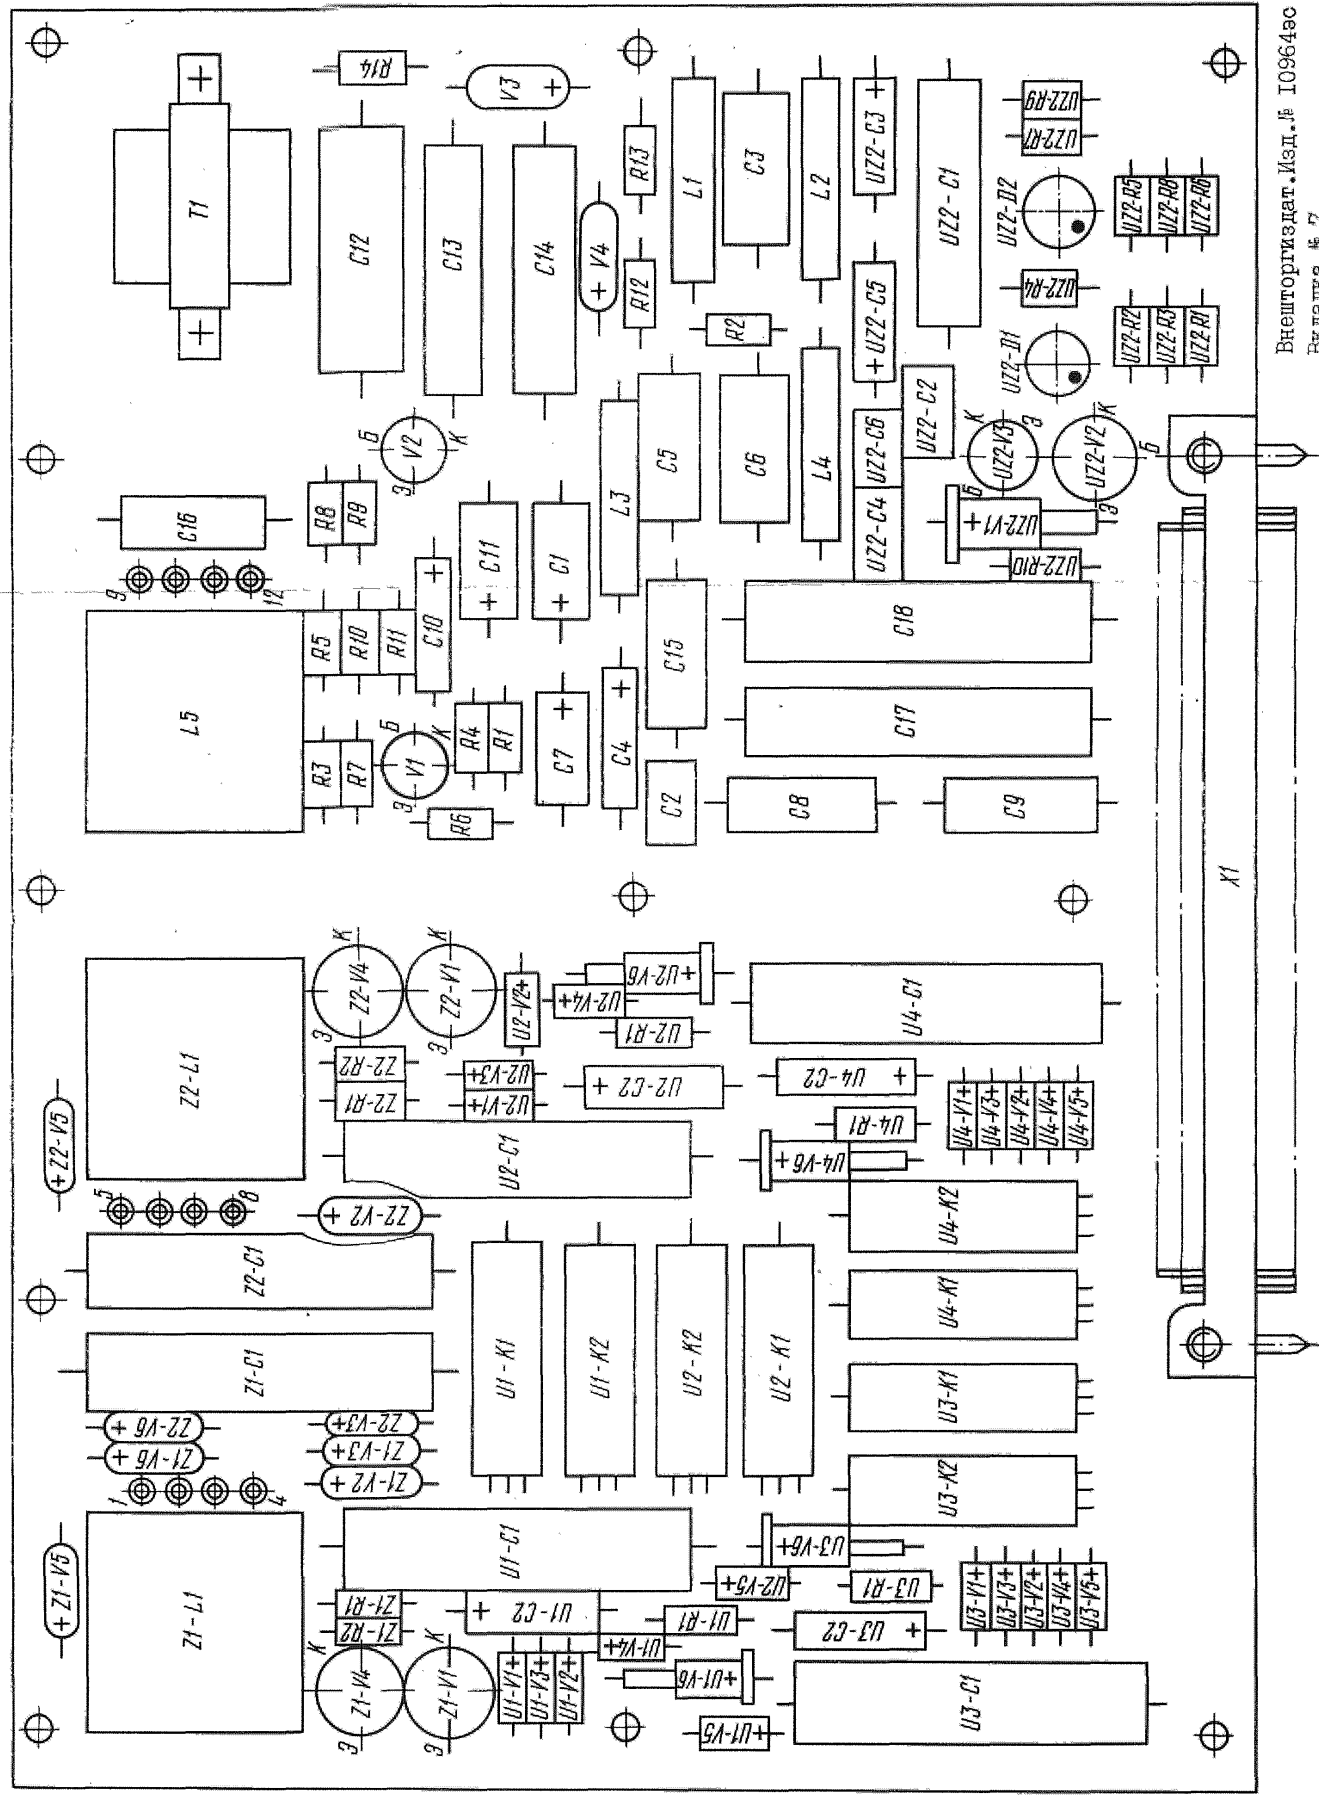 Внешторгиздат. Изд. № 10964эс
T1
R14
V3
C12
C13
C14
V4
R13
R12
L1
C3
L2
R2
UZ2-C3
UZ2-C5
UZ2-C1
UZ2-R9
UZ2-R7
UZ2-D2
UZ2-R5
UZ2-R8
UZ2-R6
UZ2-R4
UZ2-D1
UZ2-R2
UZ2-R3
UZ2-R1
UZ2-C2
UZ2-C6
UZ2-C4
UZ2-V3
К
Э
Б
UZ2-V2
К
Б
Э
UZ2-V1
UZ2-R10
C16
9
12
R8
R9
V2
Б
К
Э
C11
C1
L3
C5
C6
L4
L5
R5
R10
R11
C10
R3
R7
V1
Б
К
Э
R4
R1
R6
C7
C4
C15
C2
C18
C17
C8
C9
X1
Z2-L1
Z2-V5
5
8
Z2-V4
К
Э
Z2-V1
К
Э
U2-V2
U2-V4
U2-V6
U2-R1
Z2-R2
Z2-R1
U2-V3
U2-V1
U2-C2
U2-C1
Z2-V2
U4-C1
U4-C2
U4-R1
U4-V6
U4-V1
U4-V3
U4-V2
U4-V4
U4-V5
U4-K2
U4-K1
U3-K1
U3-K2
Z2-C1
Z1-C1
U1-K1
U1-K2
U2-K2
U2-K1
Z2-V6
Z1-V6
Z2-V3
Z1-V3
Z1-V2
1
4
Z1-V5
Z1-L1
U1-C1
Z1-R1
Z1-R2
Z1-V4
К
Э
Z1-V1
К
Э
U1-C2
U1-V1
U1-V3
U1-V2
U1-V4
U1-R1
U1-V6
U1-V5
U2-V5
U3-V6
U3-R1
U3-C2
U3-V1
U3-V3
U3-V2
U3-V4
U3-V5
U3-C1